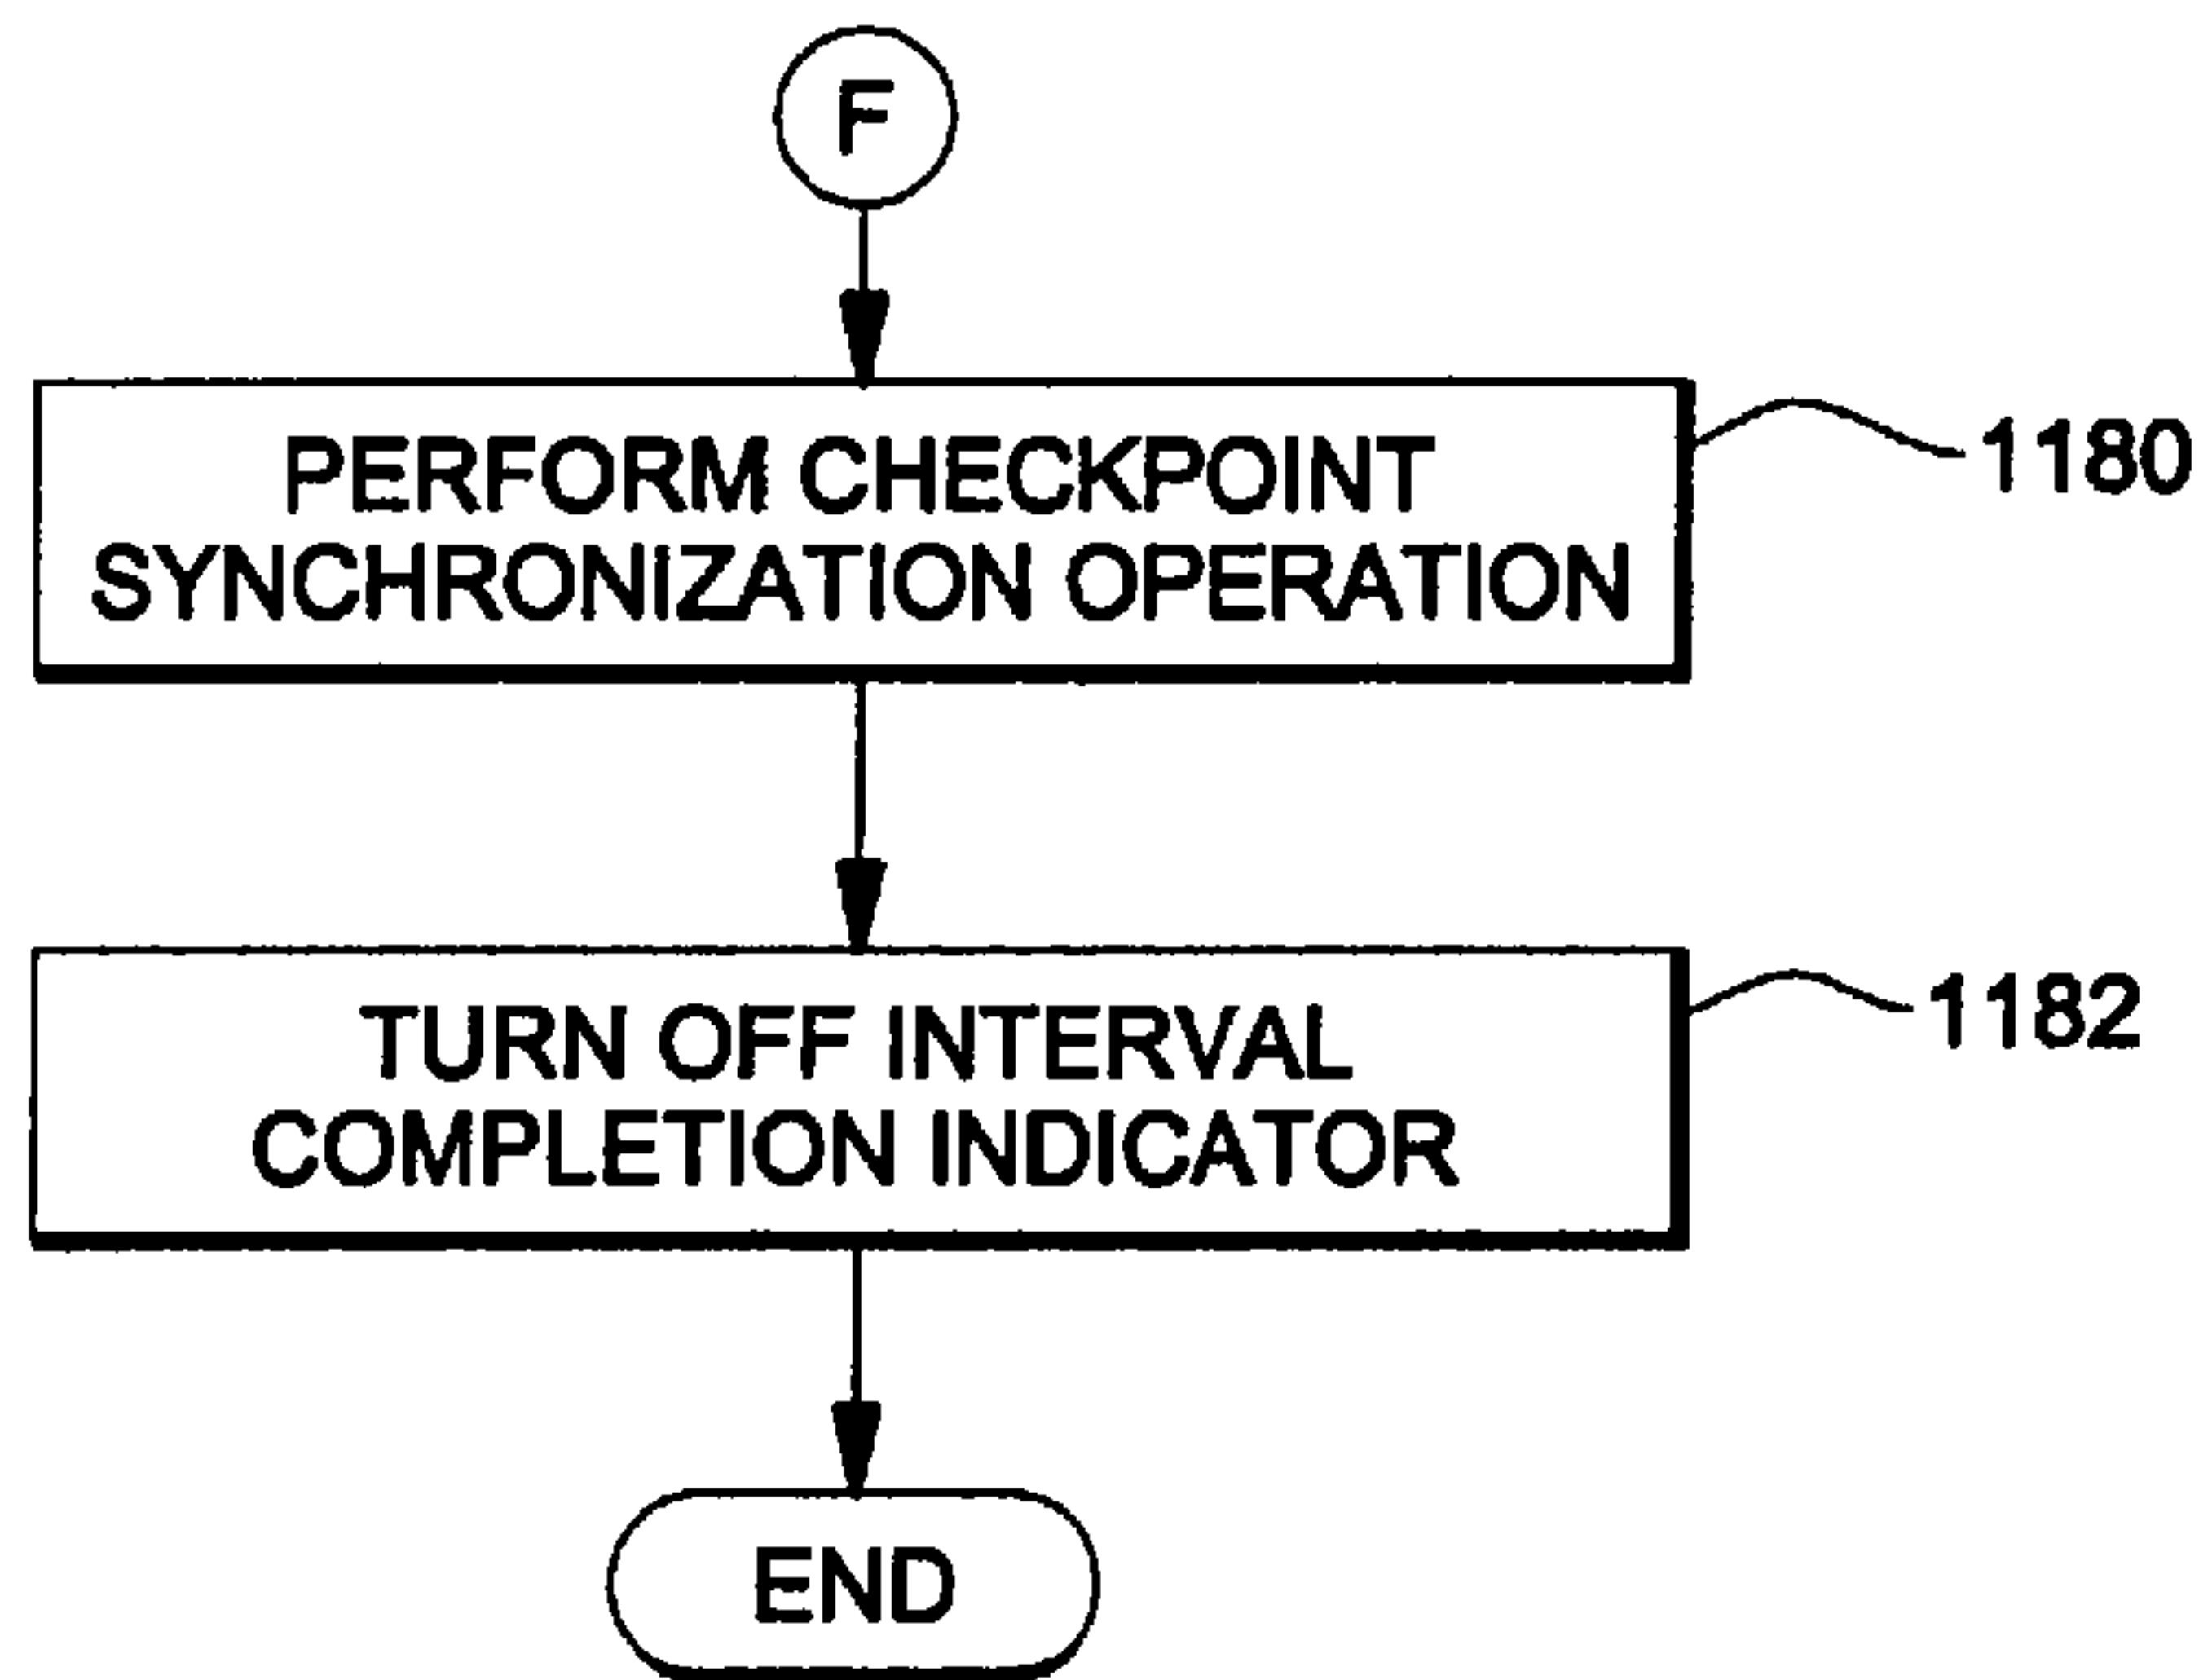 F
PERFORM CHECKPOINT
SYNCHRONIZATION OPERATION
1180
TURN OFF INTERVAL
COMPLETION INDICATOR
1182
END